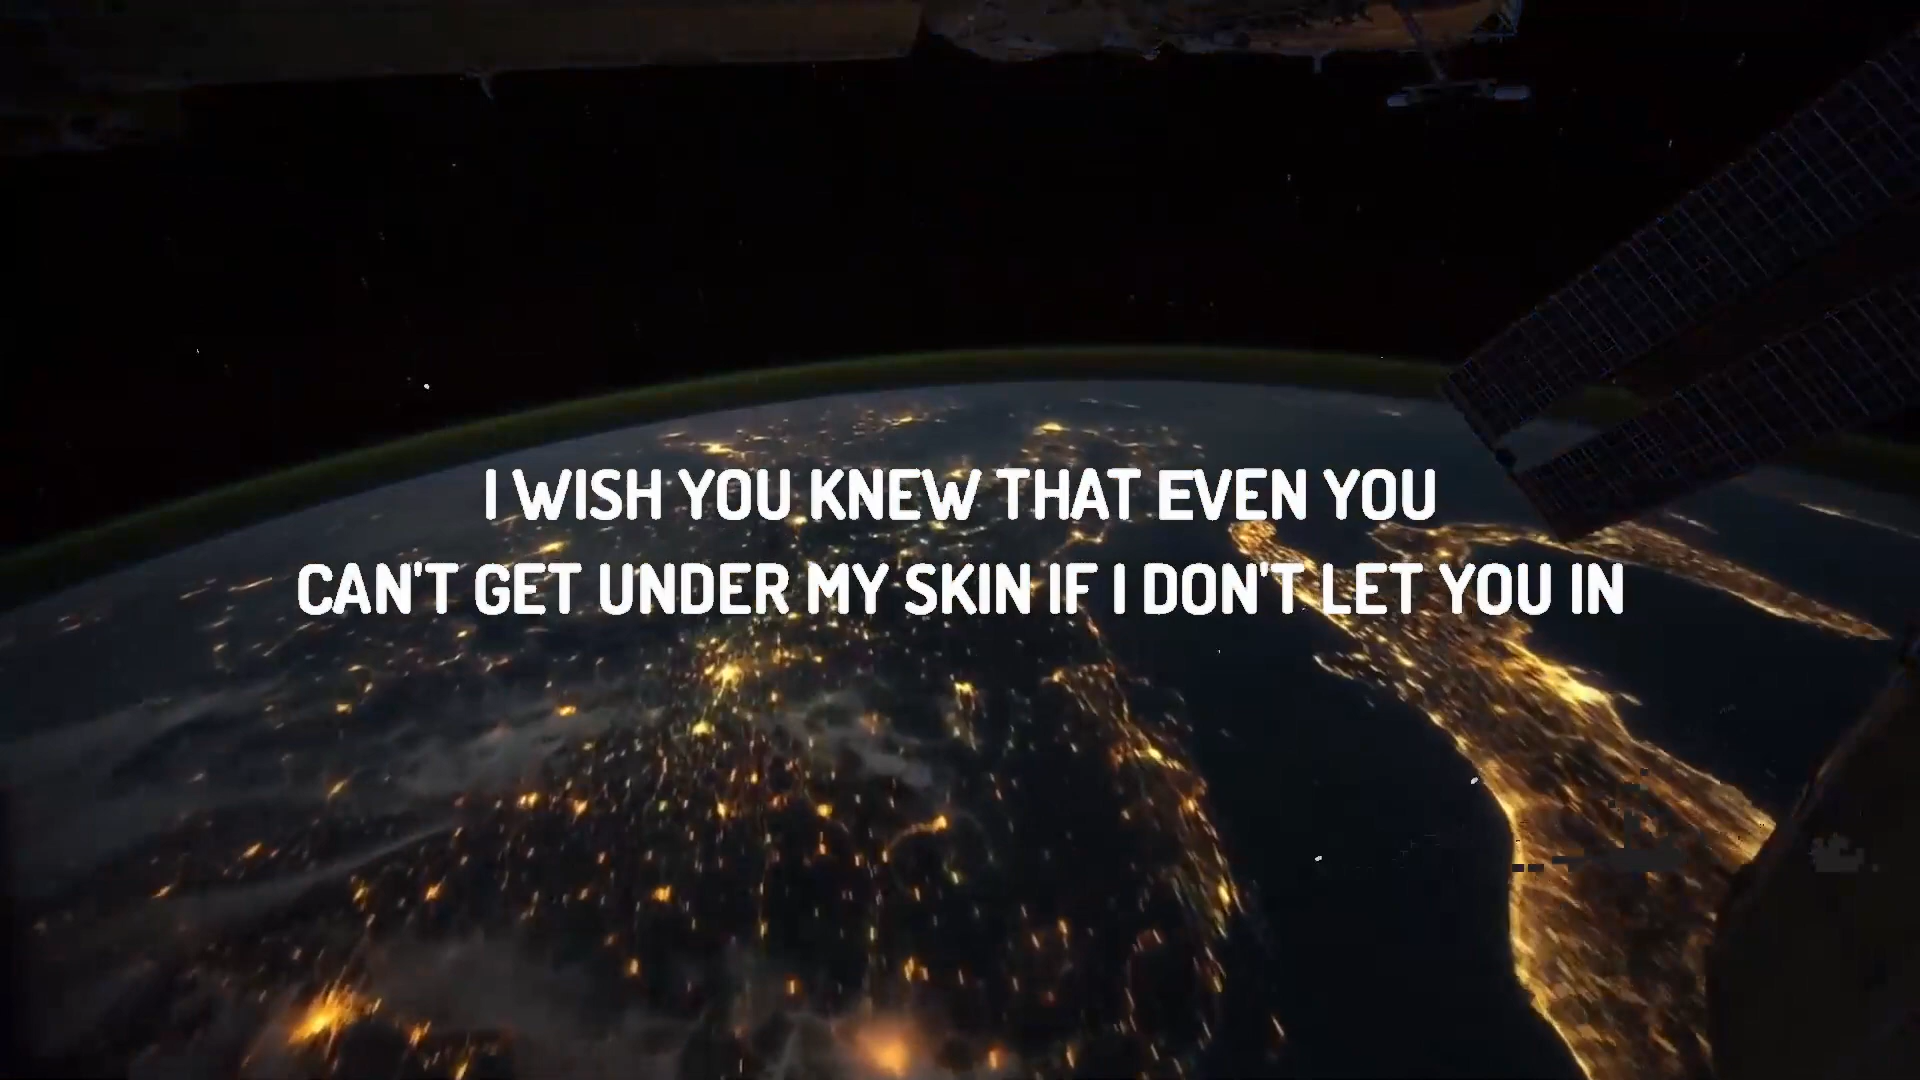 I WISH YOU KNEW THAT EVEN YOU
CAN'T GET UNDER MY SKIN IF I DON'T LET YOU IN